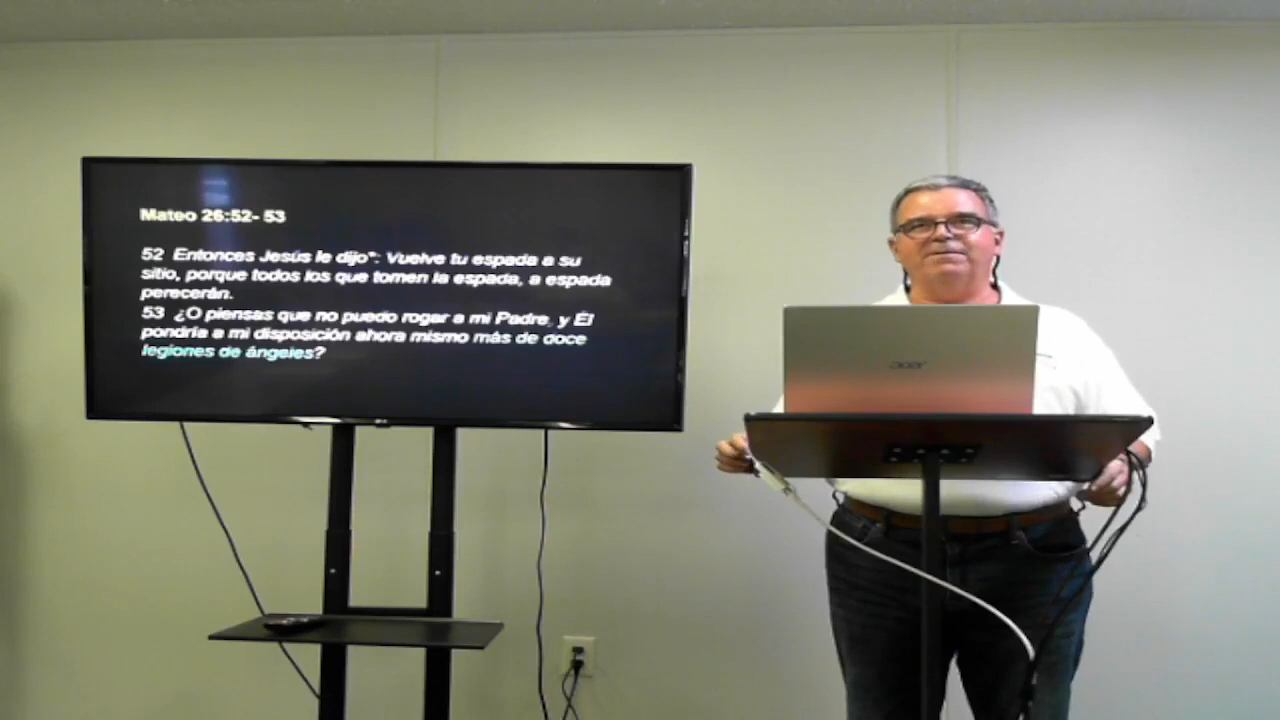 Mateo 26:52- 53
52 Entonces Jesús le dijo*: Vuelve tu espada a su
sitio, porque todos los que tomen la espada, a espada
perecerán.
53 ¿O piensas que no puedo rogar a mi Padre, y Él
pondría a mi disposición ahora mismo más de doce
legiones de ángeles?
acer